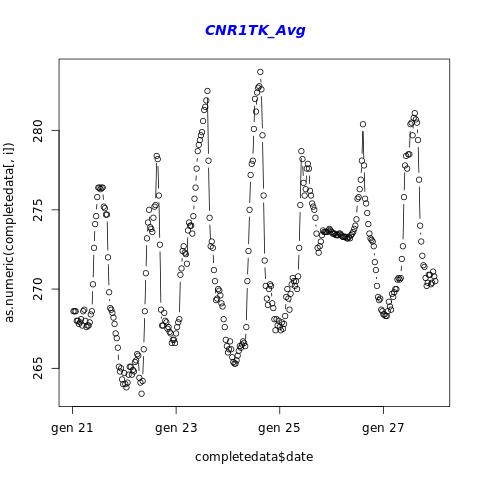 CNR1TK_Avg
as.numeric(completedata[, i])
280
275
270
265
gen 21
gen 23
gen 25
gen 27
completedata$date